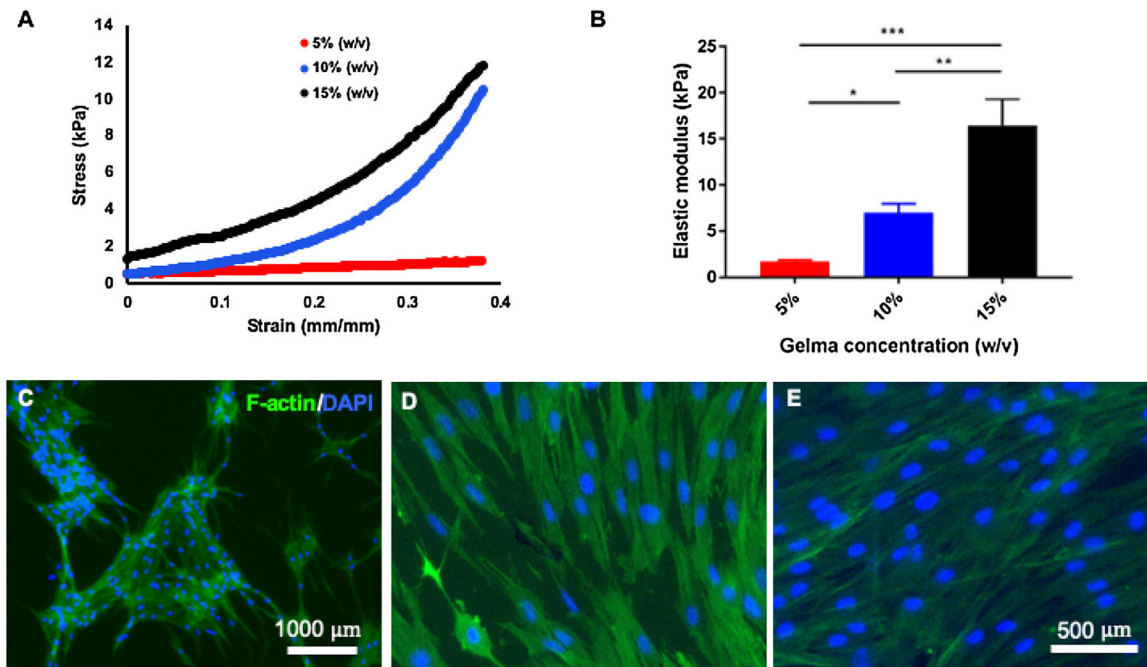 A
14
12
10
8
6
4
2
0
Stress (kPa)
5% (w/v)
10% (w/v)
15% (w/v)
0
0.1
0.2
0.3
0.4
Strain (mm/mm)
B
***
**
*
25
20
15
10
5
0
Elastic modulus (kPa)
5%
10%
15%
Gelma concentration (w/v)
C
F-actin/DAPI
1000 μm
D
E
500 μm